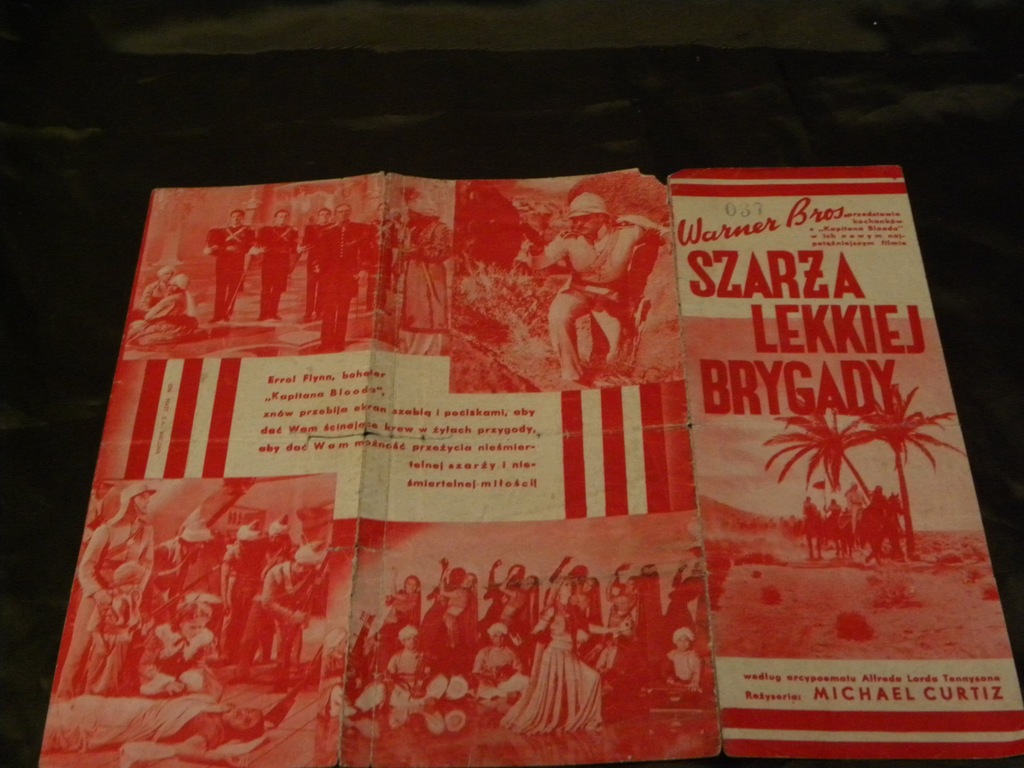 Errol Flynn, bohater
„Kapitana Blooda",
znów przebija ekran szablą i pociskami, aby
dać Wam ścinające krew w żyłach przygody,
aby dać Wam możność przeżycia nieśmier-
telnej szarży i nie-
śmiertelnej miłości!
037
Warner Bros. przedstawia
kochanków
z „Kapitana Blooda"
w ich nowym naj-
potężniejszym filmie
SZARŻA
LEKKIEJ
BRYGADY
według arcypoematu Alfreda Lorda Tennysona
Reżyseria: MICHAEL CURTIZ